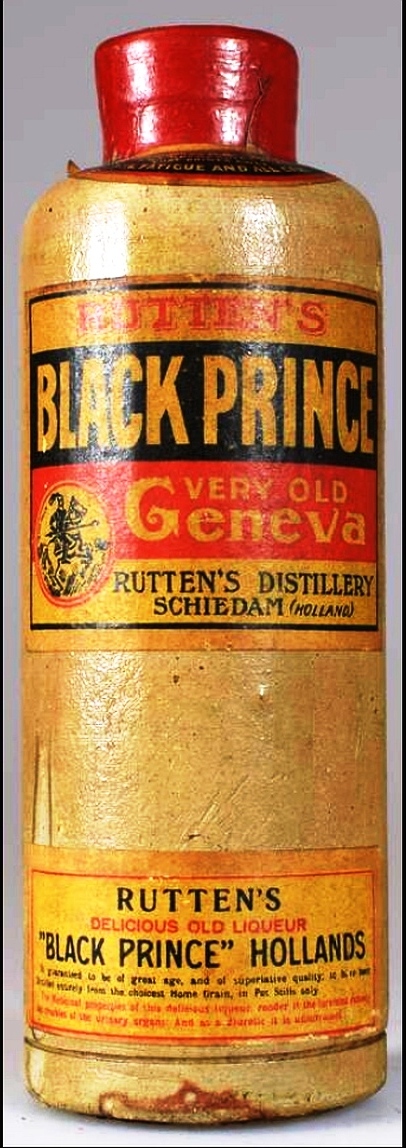 FATIGUE AND ALL
RUTTEN'S
BLACK PRINCE
VERY OLD
Geneva
RUTTEN'S DISTILLERY
SCHIEDAM (HOLLAND)
RUTTEN'S
DELICIOUS OLD LIQUEUR
"BLACK PRINCE" HOLLANDS
is guaranteed to be of great age, and of superlative quality;
entirely from the choicest Home Grain, in Pot Stills only
The Medicinal properties of this delicious liqueur render it the
troubles of the urinary organs. And as a diuretic it is